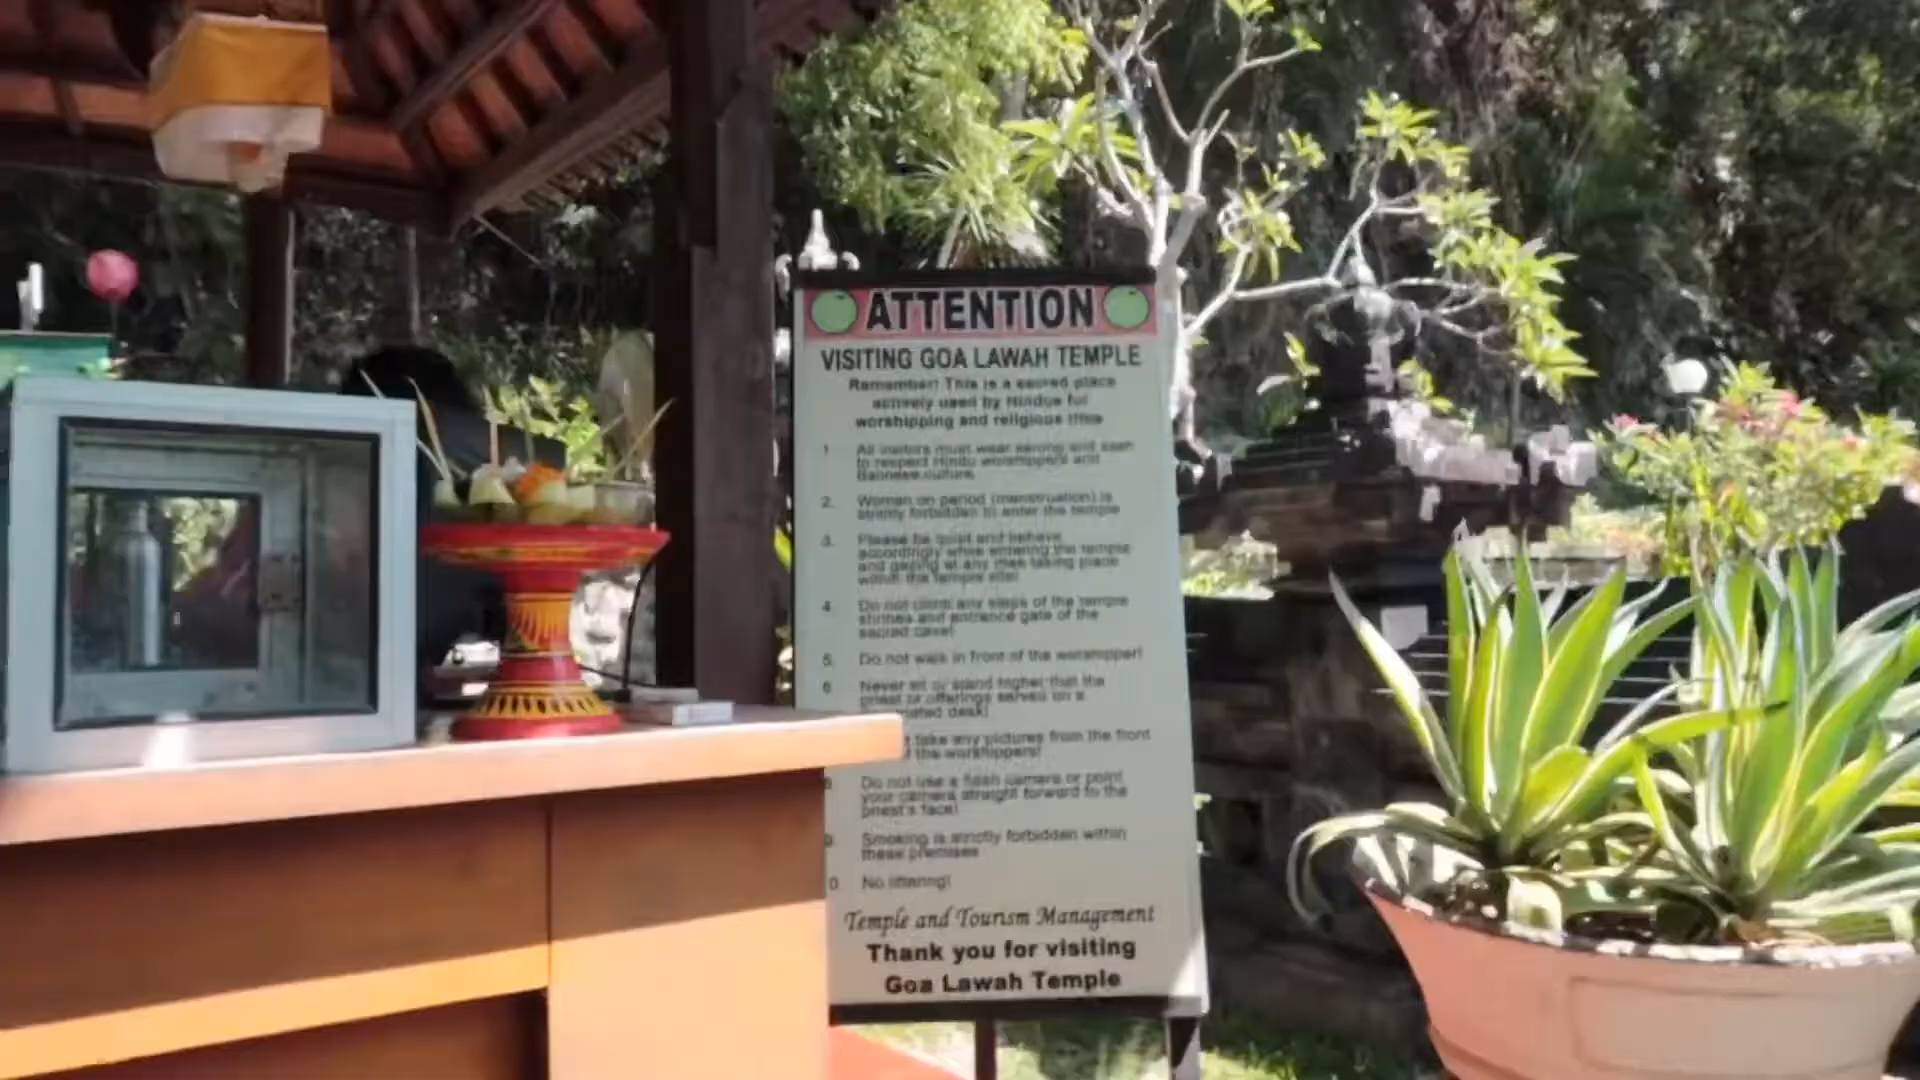 ATTENTION
VISITING GOA LAWAH TEMPLE
Remember! This is a sacred place
actively used by Hindus for
worshipping and religious rites
1. All visitors must wear sarong and sash
to respect Hindu worshippers and
Balinese culture.
2. Woman on period (menstruation) is
strictly forbidden to enter the temple
3. Please be quiet and behave
accordingly while entering the temple
and gazing at any rites taking place
within the temple site!
4. Do not climb any steps of the temple
shrines and entrance gate of the
sacred cave!
5. Do not walk in front of the worshipper!
6. Never sit or stand higher that the
priest or offerings served on a
desk!
take any pictures from the front
the worshippers!
8. Do not use a flash camera or point
your camera straight forward to the
priest's face!
9. Smoking is strictly forbidden within
these premises
0. No littering!
Temple and Tourism Management
Thank you for visiting
Goa Lawah Temple